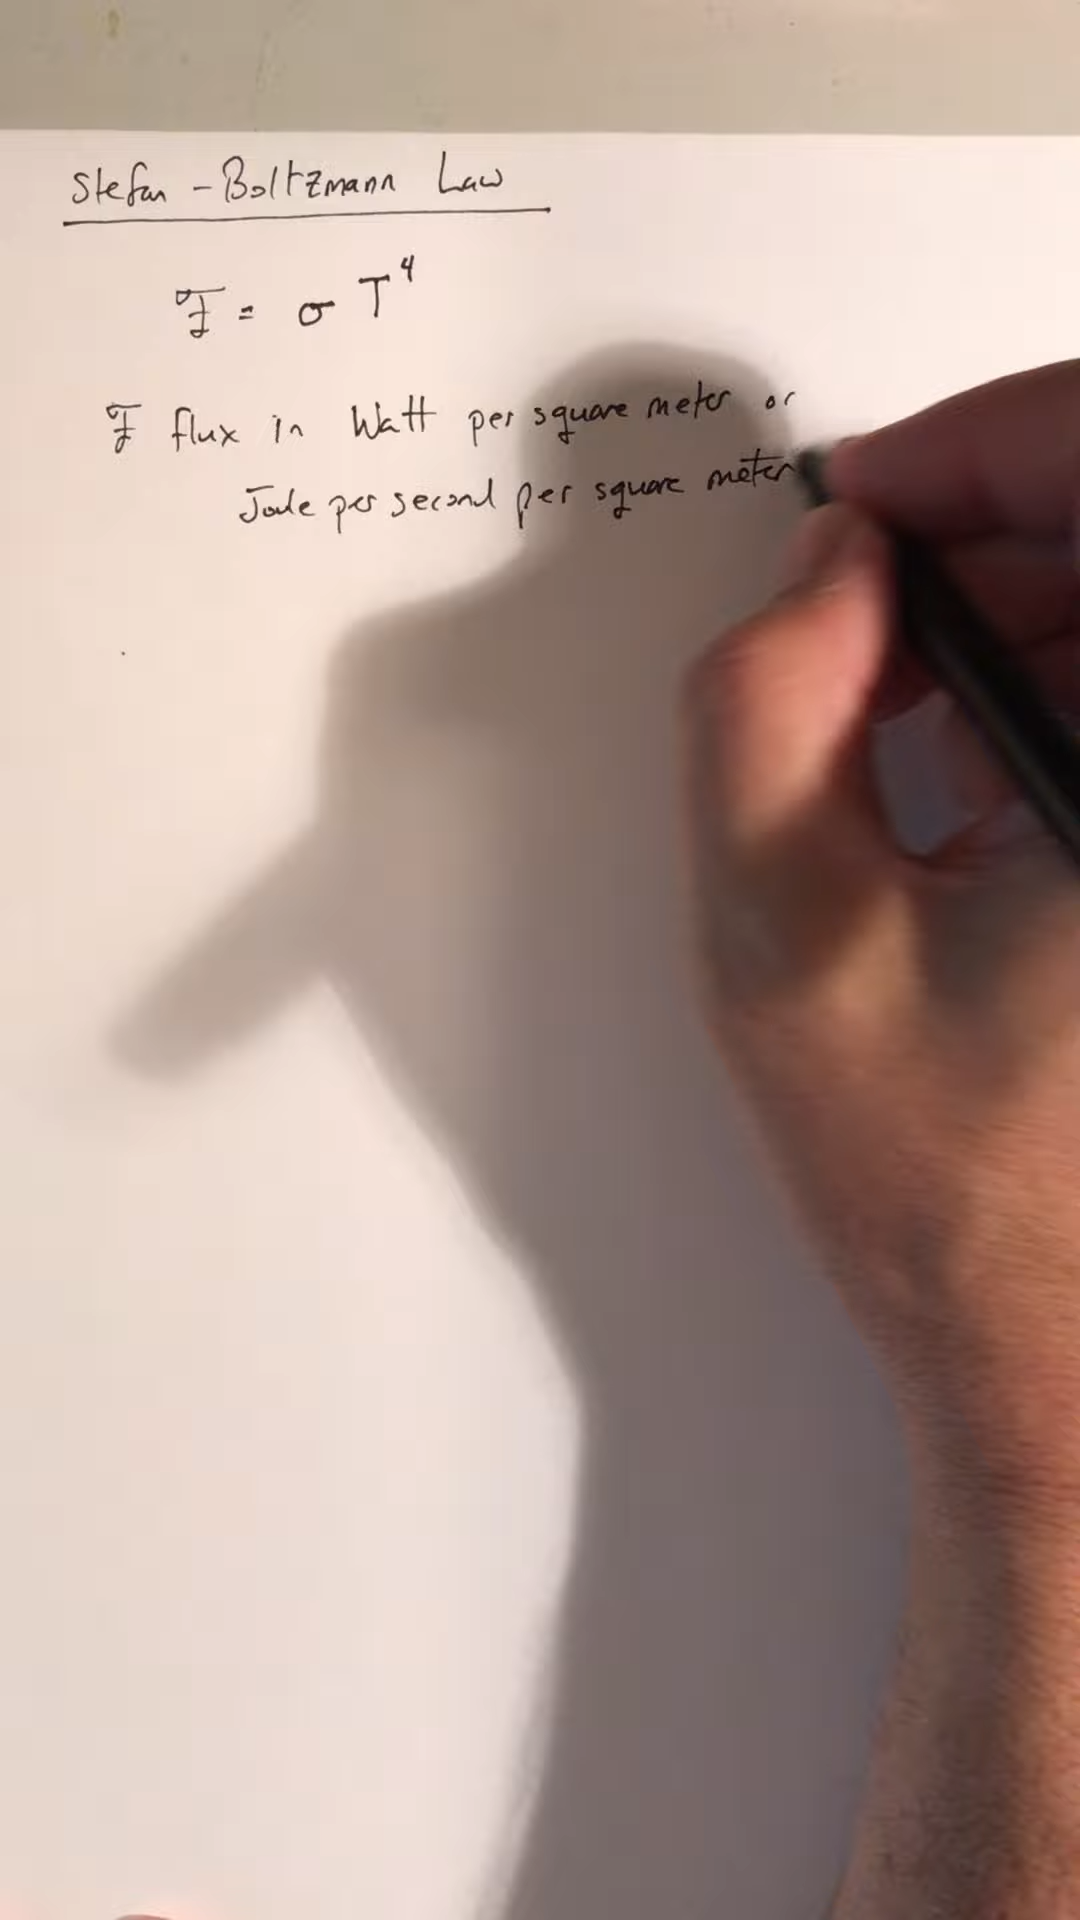 Stefan - Boltzmann Law
F = σ T⁴
F flux in Watt per square meter or
Joule per second per square meter